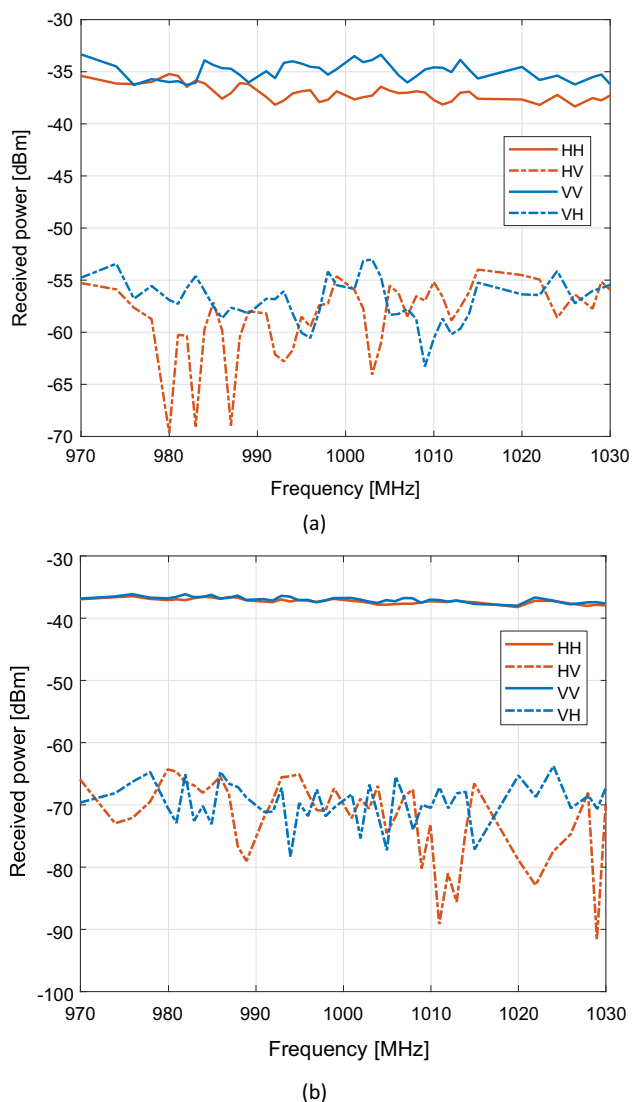 -30
-35
-40
-45
-50
-55
-60
-65
-70
Received power [dBm]
HH
HV
VV
VH
970 980 990 1000 1010 1020 1030
Frequency [MHz]
(a)
-30
-40
-50
-60
-70
-80
-90
-100
Received power [dBm]
HH
HV
VV
VH
970 980 990 1000 1010 1020 1030
Frequency [MHz]
(b)